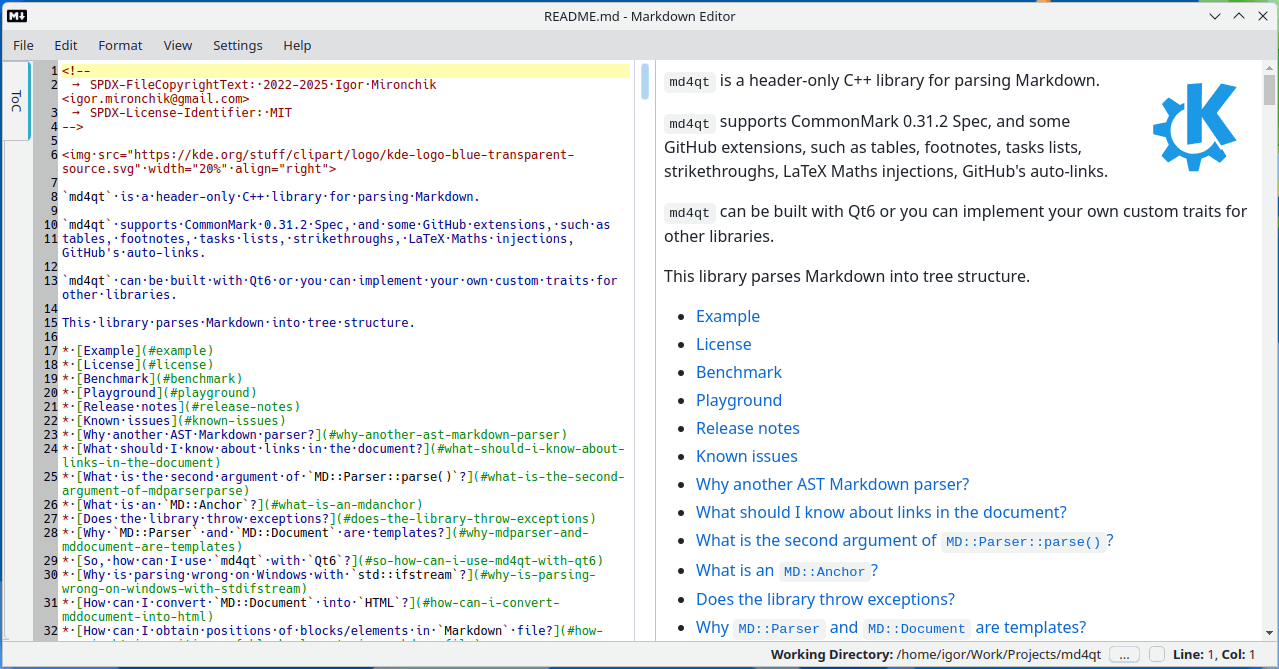 README.md - Markdown Editor
File Edit Format View Settings Help
ToC
1 <!--
2 → SPDX-FileCopyrightText:·2022-2025·Igor·Mironchik
<igor.mironchik@gmail.com>
3 → SPDX-License-Identifier:·MIT
4 -->
5
6 <img·src="https://kde.org/stuff/clipart/logo/kde-logo-blue-transparent-
source.svg"·width="20%"·align="right">
7
8 `md4qt`·is·a·header-only·C++·library·for·parsing·Markdown.
9
10 `md4qt`·supports·CommonMark·0.31.2·Spec,·and·some·GitHub·extensions,·such·as
11 tables,·footnotes,·tasks·lists,·strikethroughs,·LaTeX·Maths·injections,
GitHub's·auto-links.
12
13 `md4qt`·can·be·built·with·Qt6·or·you·can·implement·your·own·custom·traits·for
other·libraries.
14
15 This·library·parses·Markdown·into·tree·structure.
16
17 *·[Example](#example)
18 *·[License](#license)
19 *·[Benchmark](#benchmark)
20 *·[Playground](#playground)
21 *·[Release·notes](#release-notes)
22 *·[Known·issues](#known-issues)
23 *·[Why·another·AST·Markdown·parser?](#why-another-ast-markdown-parser)
24 *·[What·should·I·know·about·links·in·the·document?](#what-should-i-know-about-
links-in-the-document)
25 *·[What·is·the·second·argument·of·`MD::Parser::parse()`?](#what-is-the-second-
argument-of-mdparserparse)
26 *·[What·is·an·`MD::Anchor`?](#what-is-an-mdanchor)
27 *·[Does·the·library·throw·exceptions?](#does-the-library-throw-exceptions)
28 *·[Why·`MD::Parser`·and·`MD::Document`·are·templates?](#why-mdparser-and-
mddocument-are-templates)
29 *·[So,·how·can·I·use·`md4qt`·with·`Qt6`?](#so-how-can-i-use-md4qt-with-qt6)
30 *·[Why·is·parsing·wrong·on·Windows·with·`std::ifstream`?](#why-is-parsing-
wrong-on-windows-with-stdifstream)
31 *·[How·can·I·convert·`MD::Document`·into·`HTML`?](#how-can-i-convert-
mddocument-into-html)
32 *·[How·can·I·obtain·positions·of·blocks/elements·in·`Markdown`·file?](#how-
md4qt is a header-only C++ library for parsing Markdown.
md4qt supports CommonMark 0.31.2 Spec, and some
GitHub extensions, such as tables, footnotes, tasks lists,
strikethroughs, LaTeX Maths injections, GitHub's auto-links.
md4qt can be built with Qt6 or you can implement your own custom traits for
other libraries.
This library parses Markdown into tree structure.
• Example
• License
• Benchmark
• Playground
• Release notes
• Known issues
• Why another AST Markdown parser?
• What should I know about links in the document?
• What is the second argument of MD::Parser::parse() ?
• What is an MD::Anchor ?
• Does the library throw exceptions?
• Why MD::Parser and MD::Document are templates?
Working Directory: /home/igor/Work/Projects/md4qt ... Line: 1, Col: 1